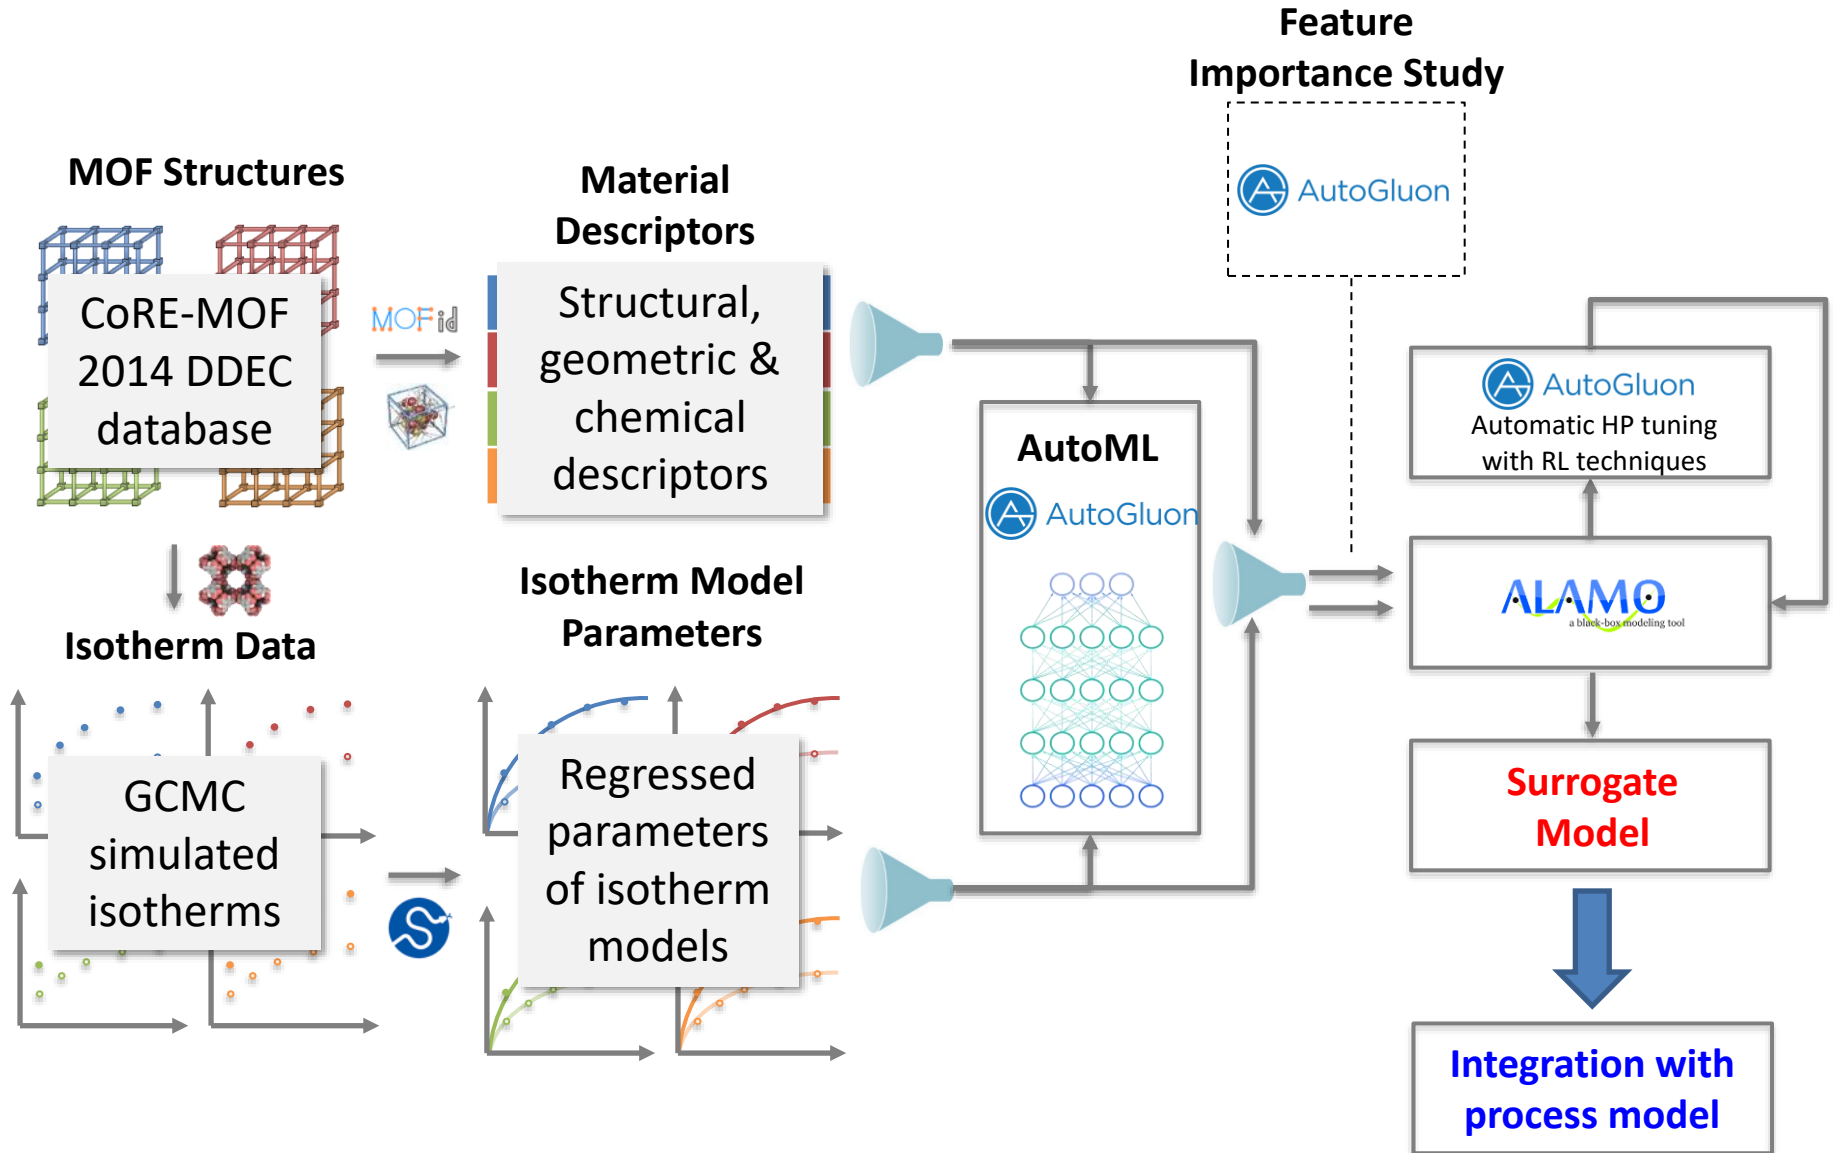 Feature
Importance Study
AutoGluon
MOF Structures
CoRE-MOF
2014 DDEC
database
MOFid
Material
Descriptors
Structural,
geometric &
chemical
descriptors
AutoML
AutoGluon
AutoGluon
Automatic HP tuning
with RL techniques
ALAMO
a black-box modeling tool
Isotherm Data
GCMC
simulated
isotherms
Isotherm Model
Parameters
Regressed
parameters
of isotherm
models
Surrogate
Model
Integration with
process model